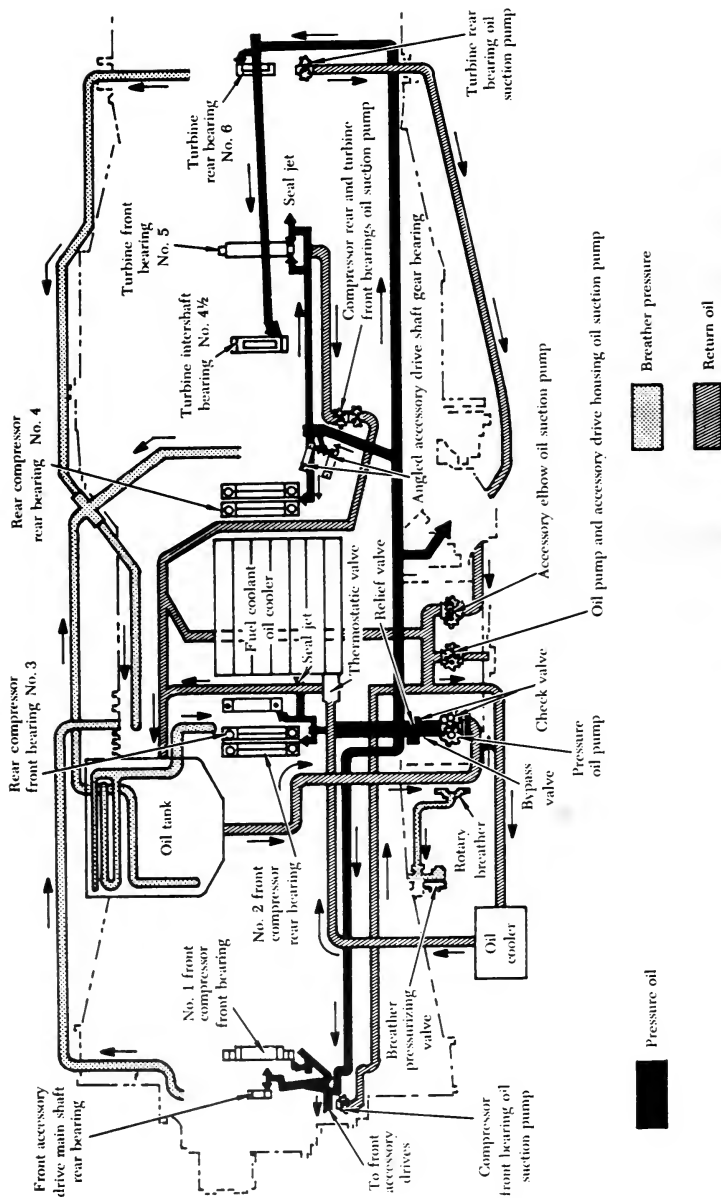 Front accessory
drive main shaft
rear bearing
No. 1 front
compressor
front bearing
To front
accessory
drives
Compressor
front bearing oil
suction pump
Rear compressor
front bearing No. 3
Oil tank
No. 2 front
compressor
rear bearing
Breather
pressurizing
valve
Rotary
breather
Oil
cooler
Rear compressor
rear bearing No. 4
Fuel coolant
oil cooler
Seal jet
Thermostatic valve
Relief valve
Check valve
Bypass
valve
Pressure
oil pump
Turbine intershaft
bearing No. 4½
Turbine front
bearing
No. 5
Turbine
rear bearing
No. 6
Seal jet
Compressor rear and turbine
front bearings oil suction pump
Angled accessory drive shaft gear bearing
Accessory elbow oil suction pump
Oil pump and accessory drive housing oil suction pump
Turbine rear
bearing oil
suction pump
Pressure oil
Breather pressure
Return oil